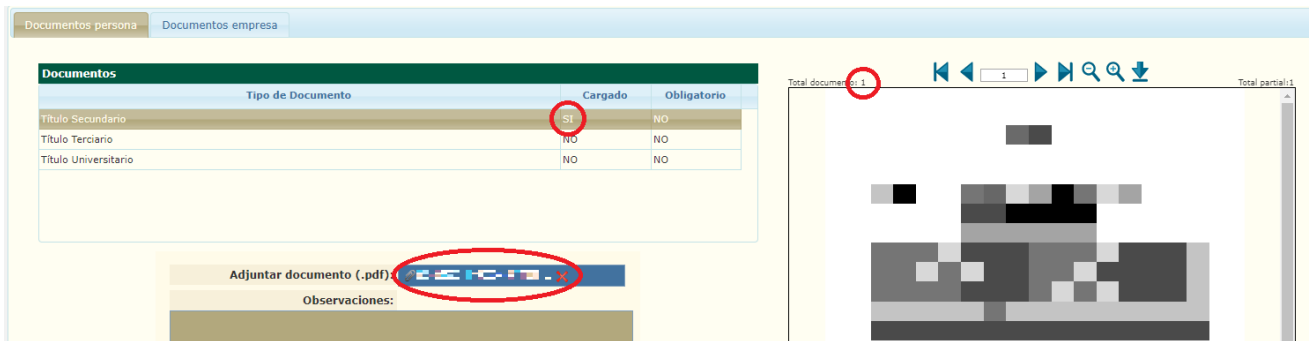 Documentos persona Documentos empresa
Documentos
Tipo de Documento Cargado Obligatorio
Título Secundario SI NO
Título Terciario NO NO
Título Universitario NO NO
Adjuntar documento (.pdf):
Observaciones:
1
Total documento: 1 Total partial:1